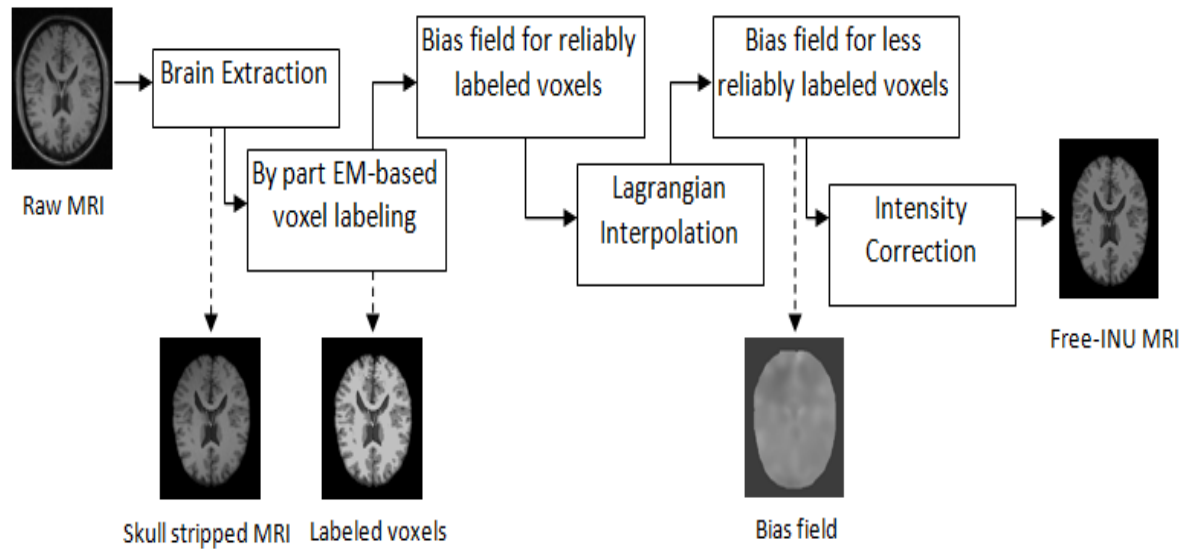 Raw MRI
Brain Extraction
By part EM-based
voxel labeling
Bias field for reliably
labeled voxels
Lagrangian
Interpolation
Bias field for less
reliably labeled voxels
Intensity
Correction
Free-INU MRI
Skull stripped MRI
Labeled voxels
Bias field